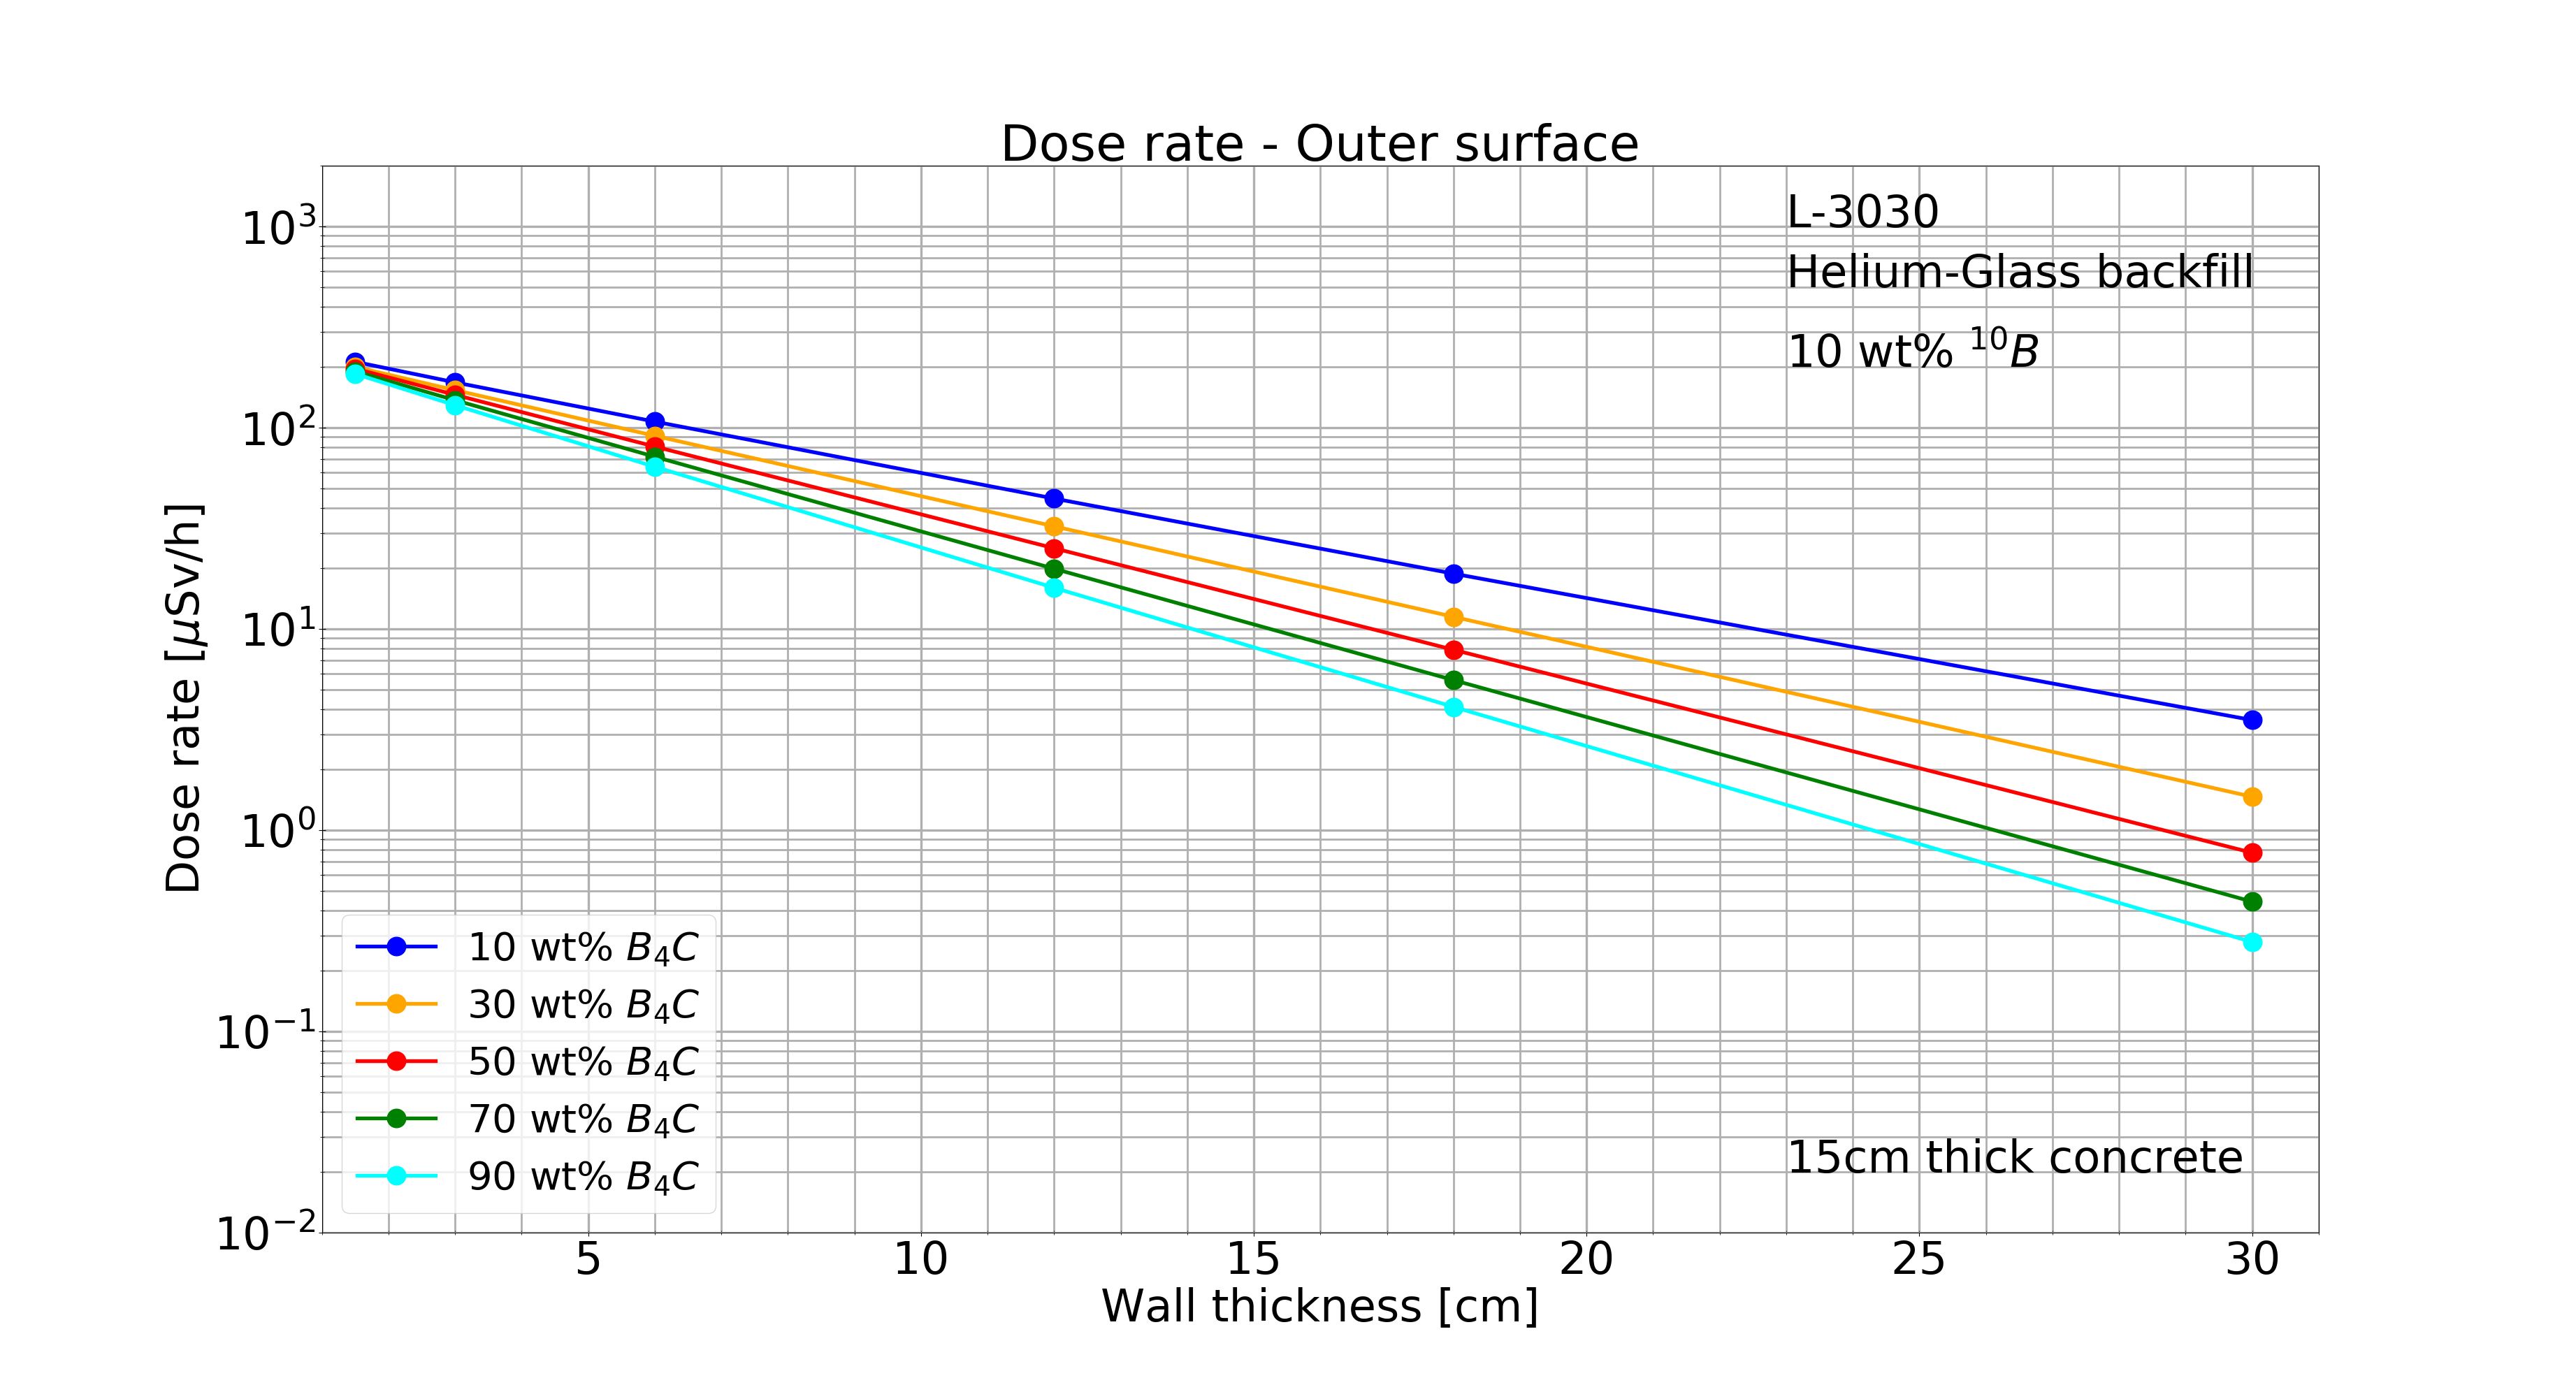 Dose rate - Outer surface
L-3030
Helium-Glass backfill
10 wt% ¹⁰B
15cm thick concrete
Dose rate [μSv/h]
10³
10²
10¹
10⁰
10⁻¹
10⁻²
10 wt% B₄C
30 wt% B₄C
50 wt% B₄C
70 wt% B₄C
90 wt% B₄C
5 10 15 20 25 30
Wall thickness [cm]